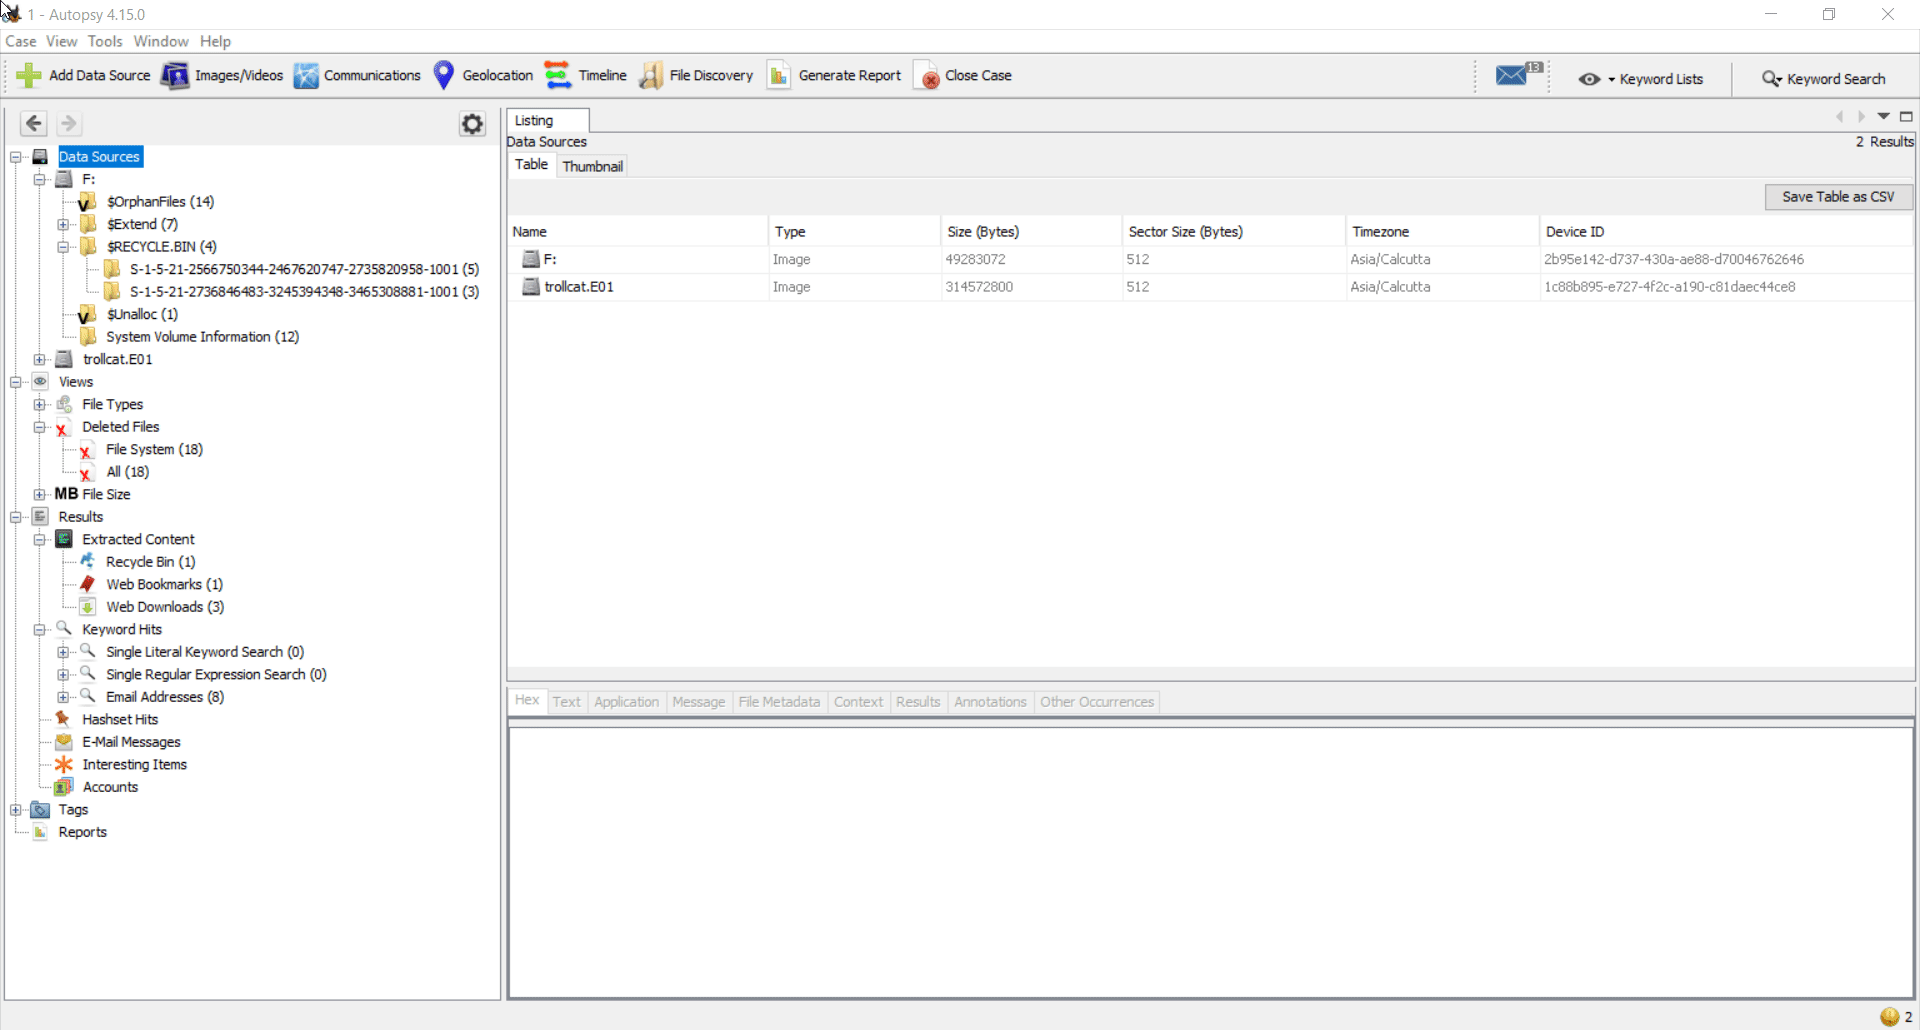 1 - Autopsy 4.15.0
Case View Tools Window Help
Add Data Source Images/Videos Communications Geolocation Timeline File Discovery Generate Report Close Case 13 Keyword Lists Keyword Search
Data Sources
F:
$OrphanFiles (14)
$Extend (7)
$RECYCLE.BIN (4)
S-1-5-21-2566750344-2467620747-2735820958-1001 (5)
S-1-5-21-2736846483-3245394348-3465308881-1001 (3)
$Unalloc (1)
System Volume Information (12)
trollcat.E01
Views
File Types
Deleted Files
File System (18)
All (18)
MB File Size
Results
Extracted Content
Recycle Bin (1)
Web Bookmarks (1)
Web Downloads (3)
Keyword Hits
Single Literal Keyword Search (0)
Single Regular Expression Search (0)
Email Addresses (8)
Hashset Hits
E-Mail Messages
Interesting Items
Accounts
Tags
Reports
Listing
Data Sources 2 Results
Table Thumbnail
Save Table as CSV
Name Type Size (Bytes) Sector Size (Bytes) Timezone Device ID
F: Image 49283072 512 Asia/Calcutta 2b95e142-d737-430a-ae88-d70046762646
trollcat.E01 Image 314572800 512 Asia/Calcutta 1c88b895-e727-4f2c-a190-c81daec44ce8
Hex Text Application Message File Metadata Context Results Annotations Other Occurrences
2